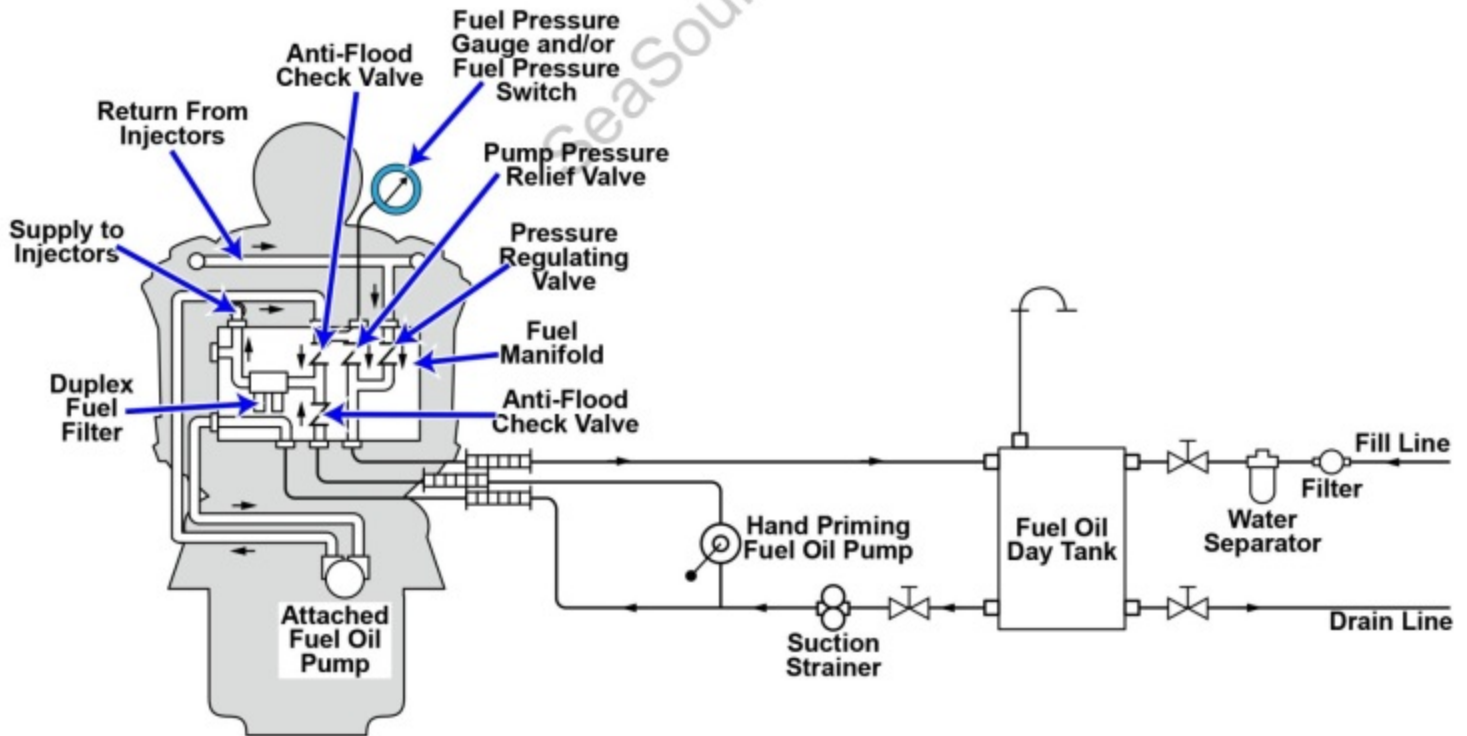 Fuel Pressure
Gauge and/or
Fuel Pressure
Switch
Anti-Flood
Check Valve
Return From
Injectors
Pump Pressure
Relief Valve
Supply to
Injectors
Pressure
Regulating
Valve
Fuel
Manifold
Duplex
Fuel
Filter
Anti-Flood
Check Valve
Fill Line
Filter
Water
Separator
Hand Priming
Fuel Oil Pump
Fuel Oil
Day Tank
Attached
Fuel Oil
Pump
Suction
Strainer
Drain Line